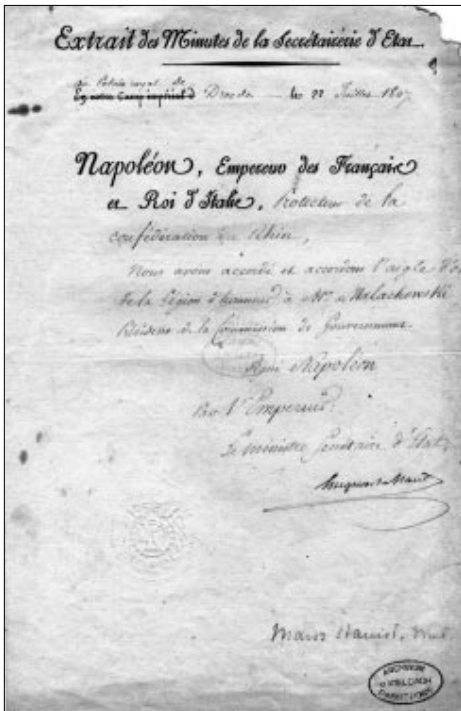 Extrait des Minutes de la Secrétairerie d'Etat
au Palais royal de
Dresde le 22 Juillet 1807
Napoléon, Empereur des Français
et Roi d'Italie, Protecteur de la
confédération du Rhin,
Nous avons accordé et accordons l'aigle d'or
de la Légion d'honneur à Mr. Malachowski
Président de la Commission de Gouvernement
Signé Napoléon
Par l'Empereur:
Le ministre Secrétaire d'Etat,
Hugues Maret